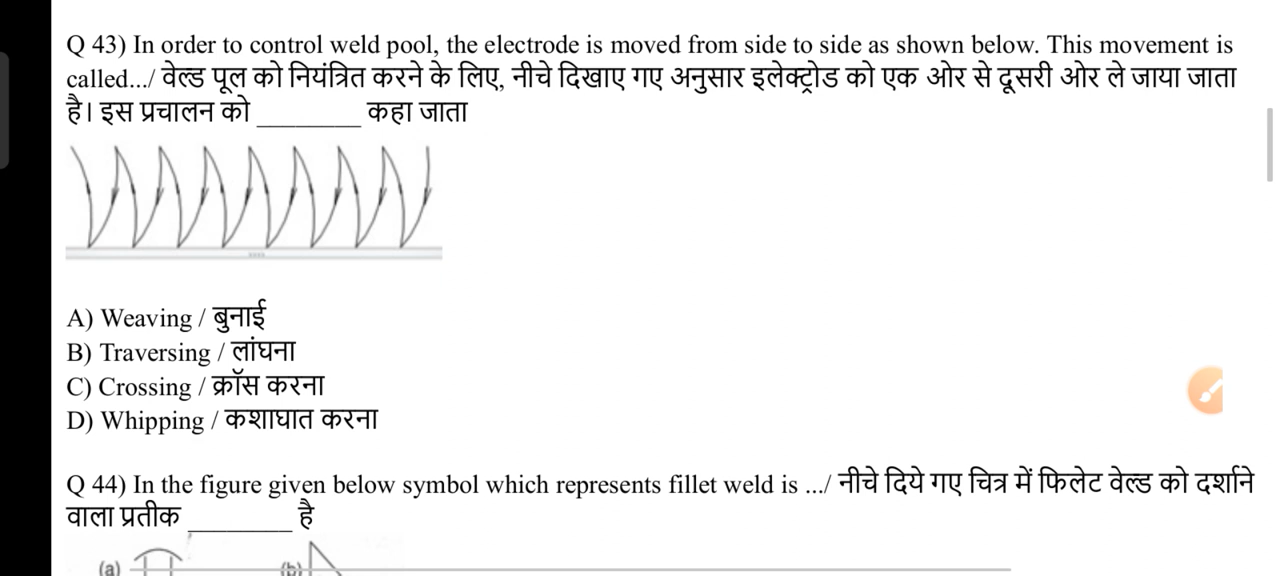 Q 43) In order to control weld pool, the electrode is moved from side to side as shown below. This movement is
called.../ वेल्ड पूल को नियंत्रित करने के लिए, नीचे दिखाए गए अनुसार इलेक्ट्रोड को एक ओर से दूसरी ओर ले जाया जाता
है। इस प्रचालन को ________ कहा जाता
A) Weaving / बुनाई
B) Traversing / लांघना
C) Crossing / क्रॉस करना
D) Whipping / कशाघात करना
Q 44) In the figure given below symbol which represents fillet weld is .../ नीचे दिये गए चित्र में फिलेट वेल्ड को दर्शाने
वाला प्रतीक ________ है
(a) (b)